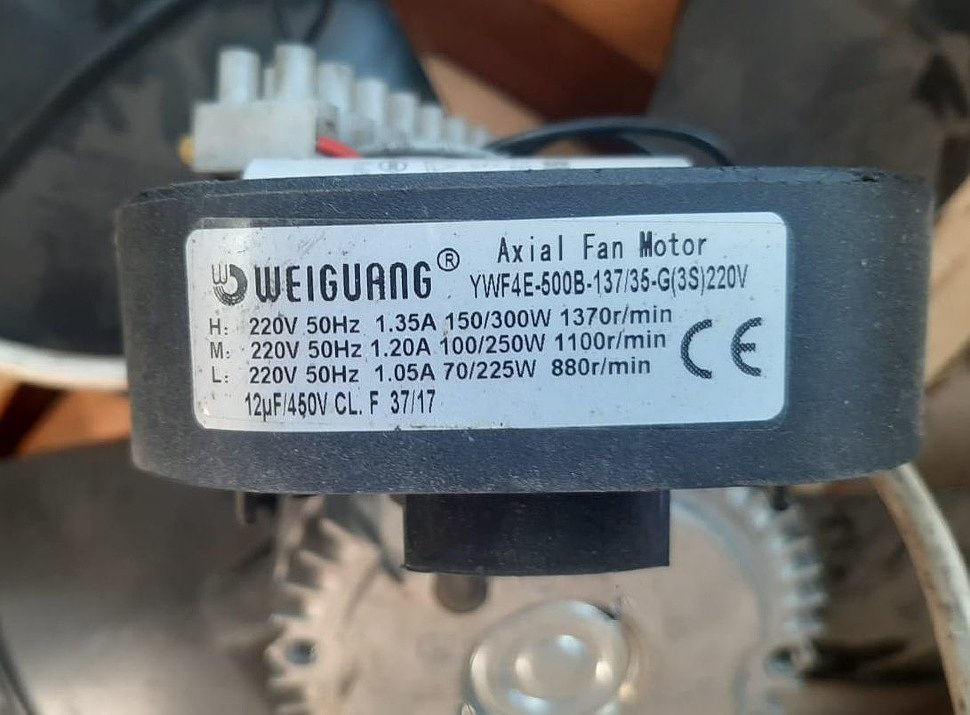 WEIGUANG®
Axial Fan Motor
YWF4E-500B-137/35-G(3S)220V
H: 220V 50Hz 1.35A 150/300W 1370r/min
M: 220V 50Hz 1.20A 100/250W 1100r/min
L: 220V 50Hz 1.05A 70/225W 880r/min
12µF/450V CL. F 37/17
CE